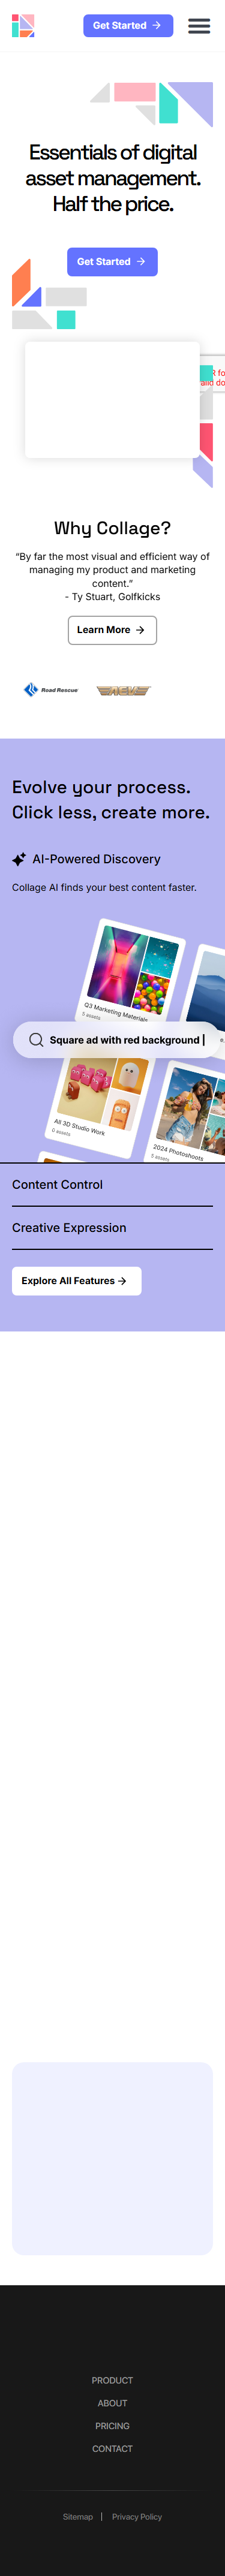 Get Started
Essentials of digital
asset management.
Half the price.
Get Started
R fo
alid do
Why Collage?
“By far the most visual and efficient way of
managing my product and marketing
content.”
- Ty Stuart, Golfkicks
Learn More
Road Rescue
Evolve your process.
Click less, create more.
AI-Powered Discovery
Collage AI finds your best content faster.
Q3 Marketing Materials
5 assets
Square ad with red background |
All 3D Studio Work
0 assets
2024 Photoshoots
5 assets
Content Control
Creative Expression
Explore All Features
PRODUCT
ABOUT
PRICING
CONTACT
Sitemap | Privacy Policy